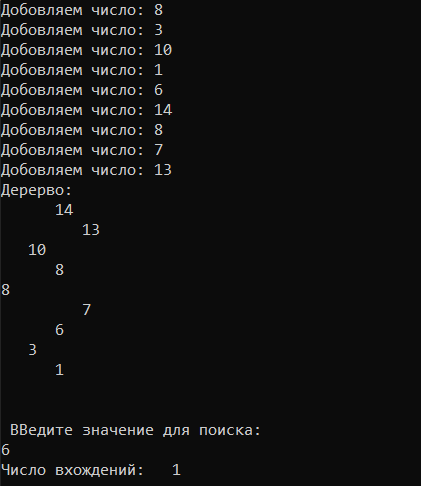 Добовляем число: 8
Добовляем число: 3
Добовляем число: 10
Добовляем число: 1
Добовляем число: 6
Добовляем число: 14
Добовляем число: 8
Добовляем число: 7
Добовляем число: 13
Дерерво:
      14
         13
   10
      8
8
         7
      6
   3
      1
 ВВедите значение для поиска:
6
Число вхождений:   1